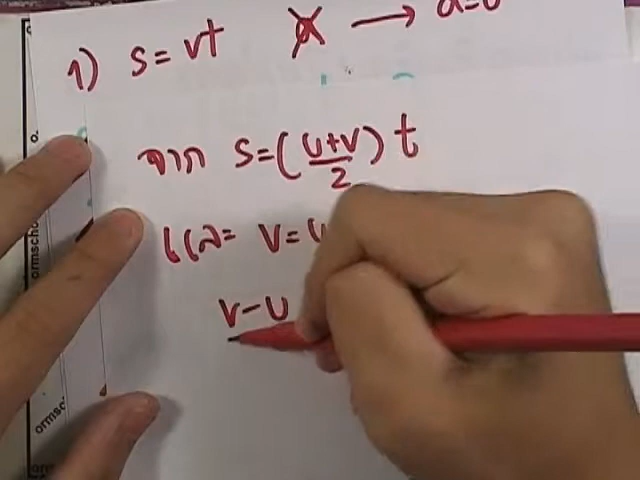 1) s = vt a → a=0
จาก s = (u+v/2) t
และ v = u
v - u